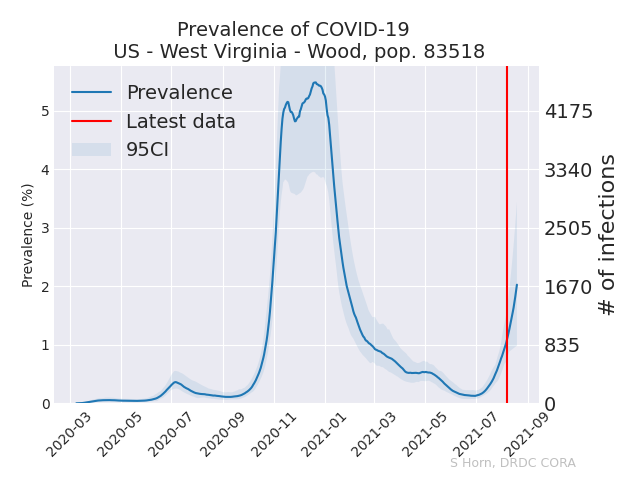 Prevalence of COVID-19
US - West Virginia - Wood, pop. 83518
Prevalence
Latest data
95CI
Prevalence (%)
5
4
3
2
1
0
4175
3340
2505
1670
835
0
# of infections
2020-03
2020-05
2020-07
2020-09
2020-11
2021-01
2021-03
2021-05
2021-07
2021-09
S Horn, DRDC CORA